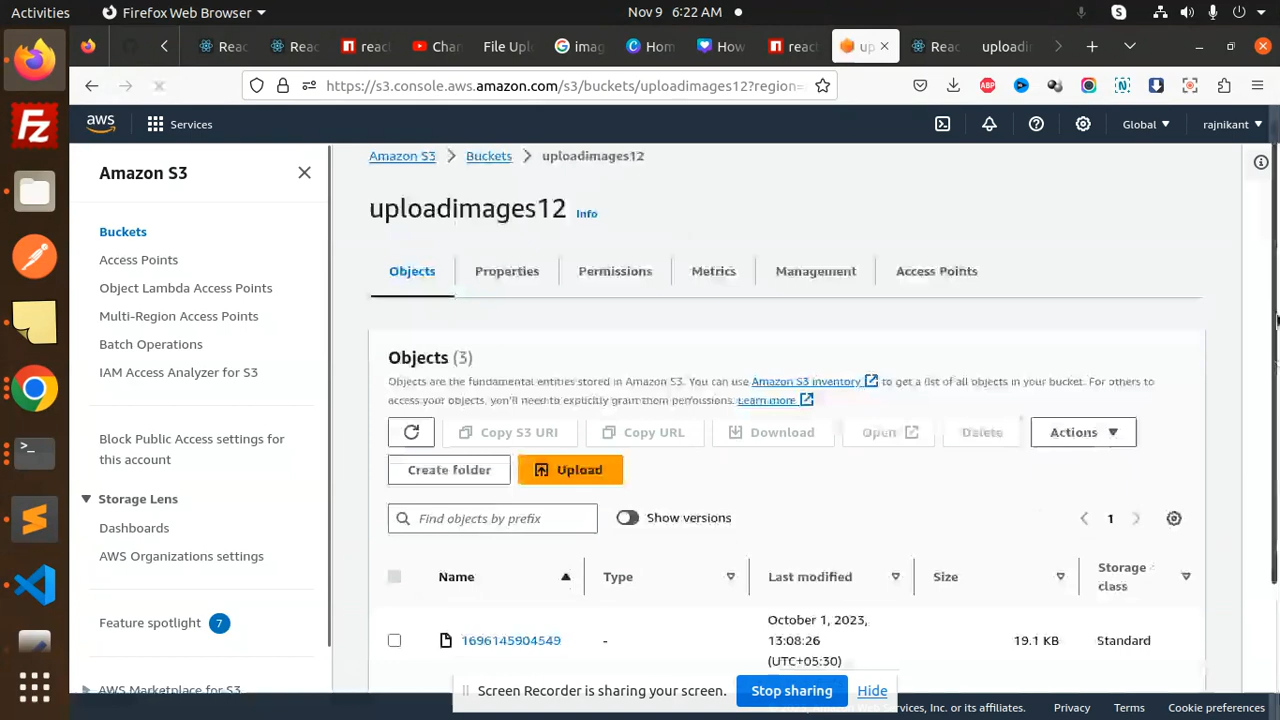 Activities
Firefox Web Browser
Nov 9 6:22 AM
Reac
Reac
reac
Char
File Upl
imag
Hom
How
reac
up
Reac
uploadi
https://s3.console.aws.amazon.com/s3/buckets/uploadimages12?region=
ABP
aws
Services
Global
rajnikant
Amazon S3
Buckets
Access Points
Object Lambda Access Points
Multi-Region Access Points
Batch Operations
IAM Access Analyzer for S3
Block Public Access settings for
this account
Storage Lens
Dashboards
AWS Organizations settings
Feature spotlight 7
AWS Marketplace for S3
Amazon S3
Buckets
uploadimages12
uploadimages12 Info
Objects
Properties
Permissions
Metrics
Management
Access Points
Objects (3)
Objects are the fundamental entities stored in Amazon S3. You can use Amazon S3 inventory to get a list of all objects in your bucket. For others to
access your objects, you'll need to explicitly grant them permissions. Learn more
Copy S3 URI
Copy URL
Download
Open
Delete
Actions
Create folder
Upload
Find objects by prefix
Show versions
1
Name
Type
Last modified
Size
Storage
class
1696145904549
-
October 1, 2023,
13:08:26
(UTC+05:30)
19.1 KB
Standard
Screen Recorder is sharing your screen.
Stop sharing
Hide
Web Services, Inc. or its affiliates.
Privacy
Terms
Cookie preferences